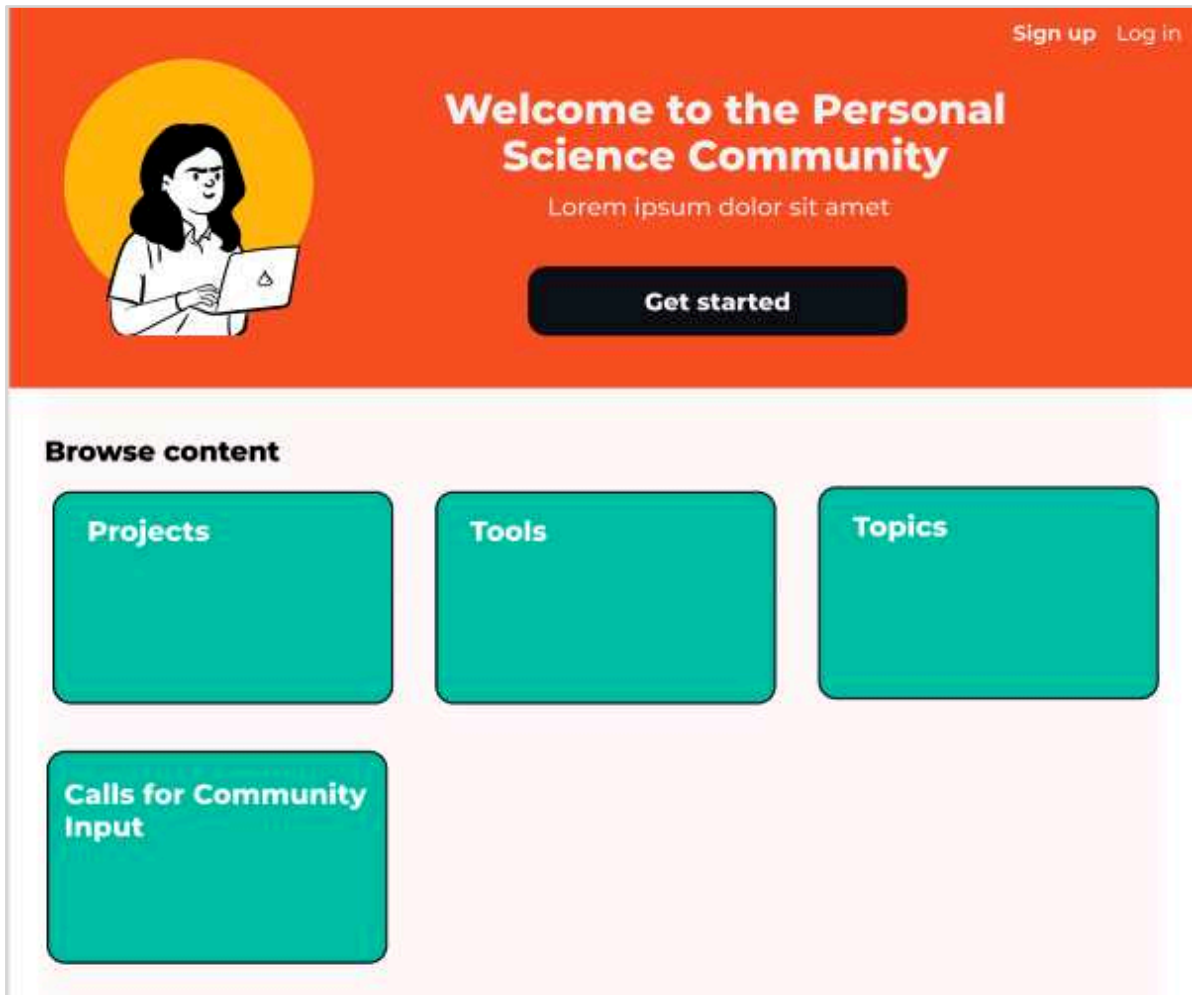 Sign up Log in
Welcome to the Personal
Science Community
Lorem ipsum dolor sit amet
Get started
Browse content
Projects
Tools
Topics
Calls for Community
Input